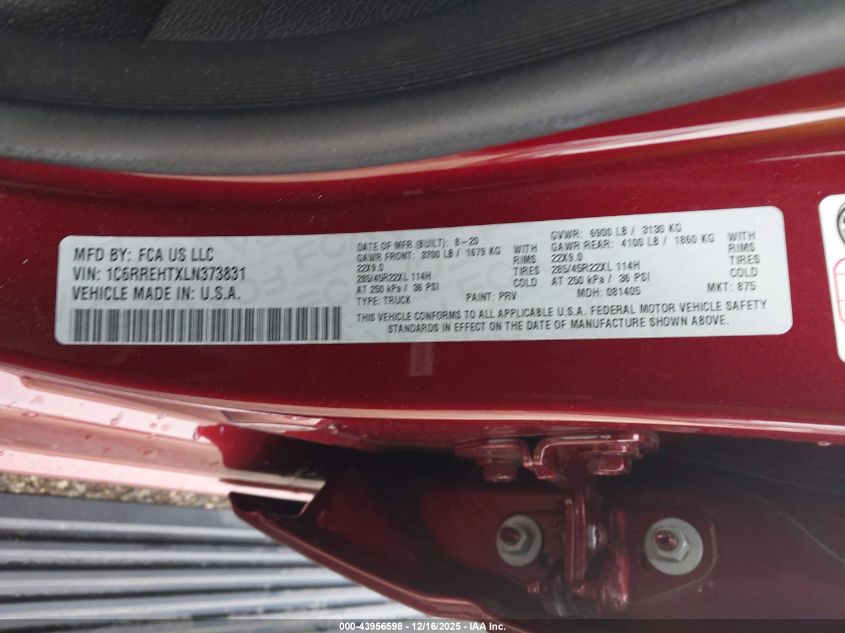 MFD BY: FCA US LLC
VIN: 1C6RREHTXLN373831
VEHICLE MADE IN: U.S.A.
DATE OF MFR (BUILT): 8-20
GAWR FRONT: 3700 LB / 1679 KG WITH
22X9.0 RIMS
285/45R22XL 114H TIRES
AT 250 kPa / 36 PSI COLD
TYPE: TRUCK PAINT: PRV
GVWR: 6900 LB / 3130 KG
GAWR REAR: 4100 LB / 1860 KG WITH
22X9.0 RIMS
285/45R22XL 114H TIRES
AT 250 kPa / 36 PSI COLD
MDH: 081405 MKT: 875
THIS VEHICLE CONFORMS TO ALL APPLICABLE U.S.A. FEDERAL MOTOR VEHICLE SAFETY
STANDARDS IN EFFECT ON THE DATE OF MANUFACTURE SHOWN ABOVE.
000-43956598 - 12/16/2025 - IAA Inc.